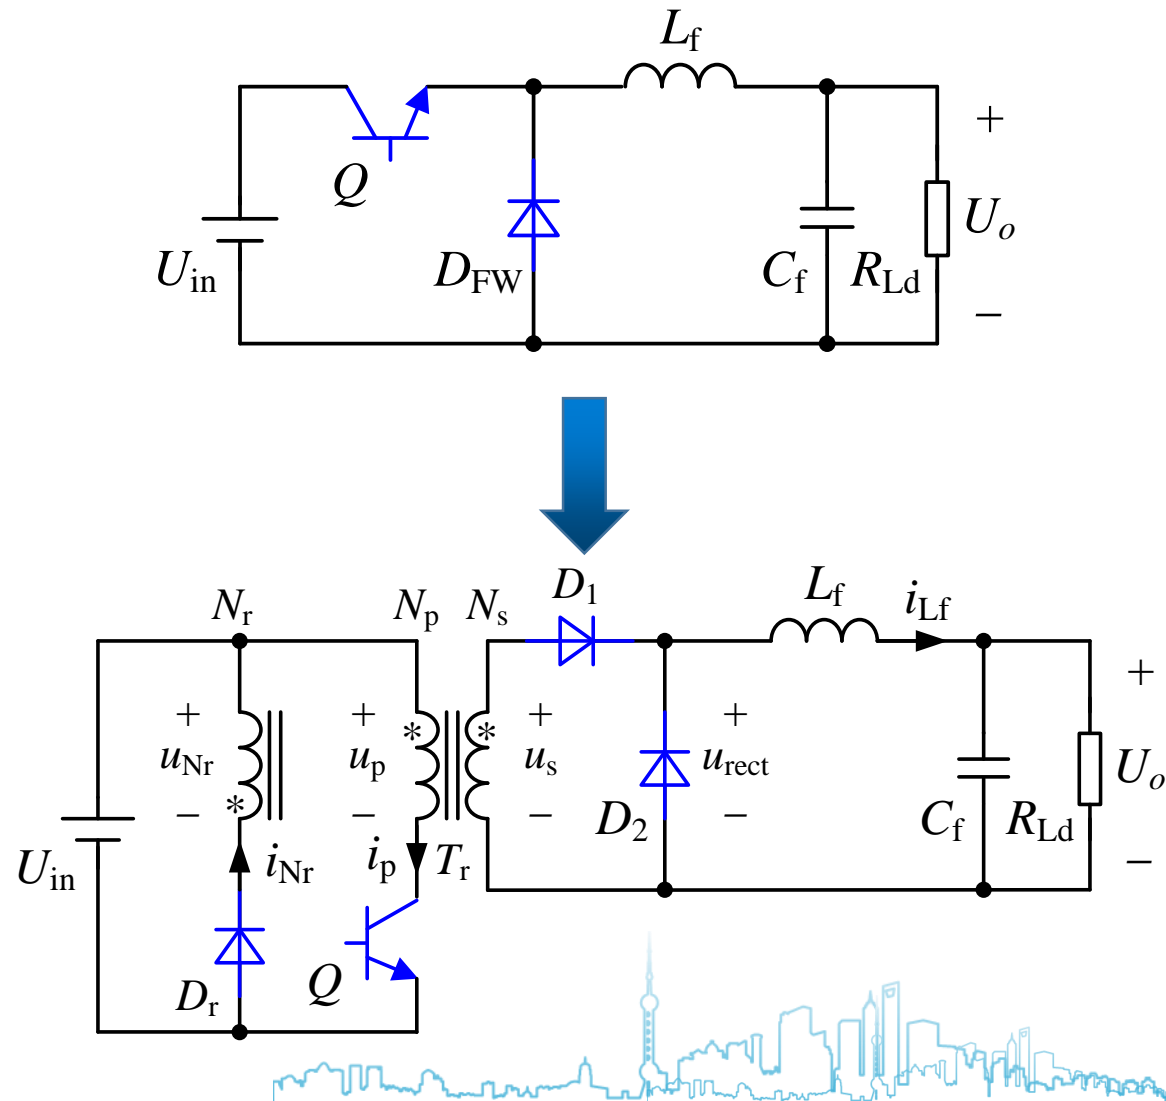 L_f
Q
U_in
D_FW
C_f
R_Ld
+
U_o
−
N_r
N_p
N_s
D_1
L_f
i_Lf
+
u_Nr
−
*
+
u_p
−
*
*
+
u_s
−
+
u_rect
−
D_2
C_f
R_Ld
+
U_o
−
U_in
i_Nr
i_p
T_r
D_r
Q